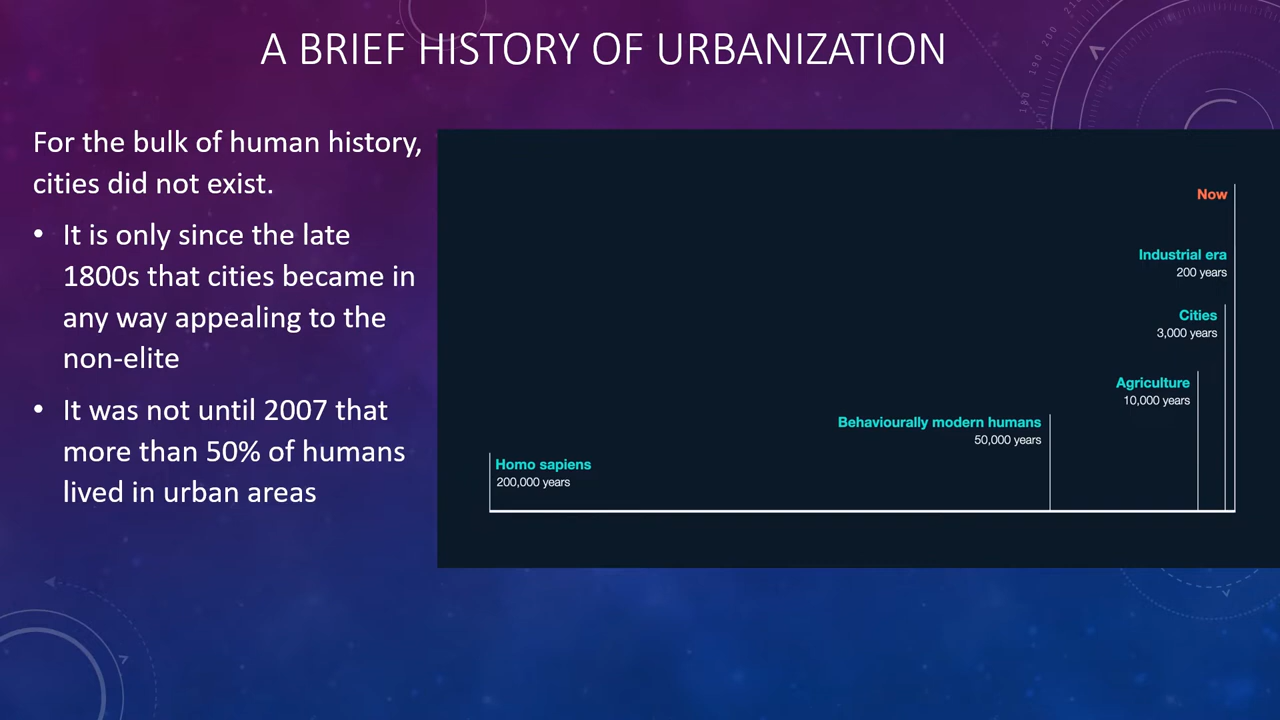 A BRIEF HISTORY OF URBANIZATION
For the bulk of human history,
cities did not exist.
• It is only since the late
1800s that cities became in
any way appealing to the
non-elite
• It was not until 2007 that
more than 50% of humans
lived in urban areas
Now
Industrial era
200 years
Cities
3,000 years
Agriculture
10,000 years
Behaviourally modern humans
50,000 years
Homo sapiens
200,000 years
180 190 200